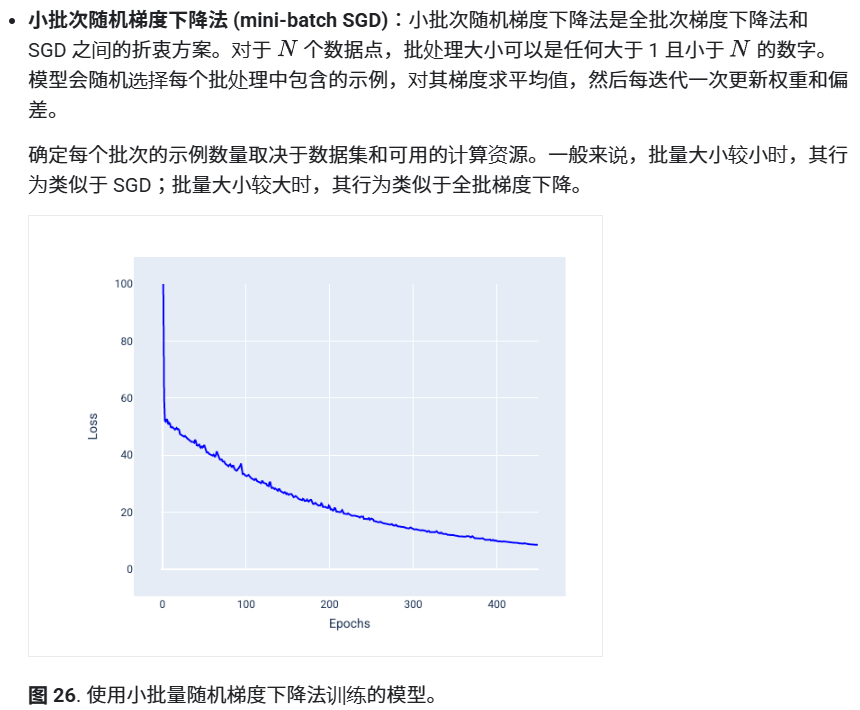 • 小批次随机梯度下降法 (mini-batch SGD)：小批次随机梯度下降法是全批次梯度下降法和
SGD 之间的折衷方案。对于 N 个数据点，批处理大小可以是任何大于 1 且小于 N 的数字。
模型会随机选择每个批处理中包含的示例，对其梯度求平均值，然后每迭代一次更新权重和偏
差。
确定每个批次的示例数量取决于数据集和可用的计算资源。一般来说，批量大小较小时，其行
为类似于 SGD；批量大小较大时，其行为类似于全批梯度下降。
100
80
60
40
20
0
Loss
0 100 200 300 400
Epochs
图 26. 使用小批量随机梯度下降法训练的模型。